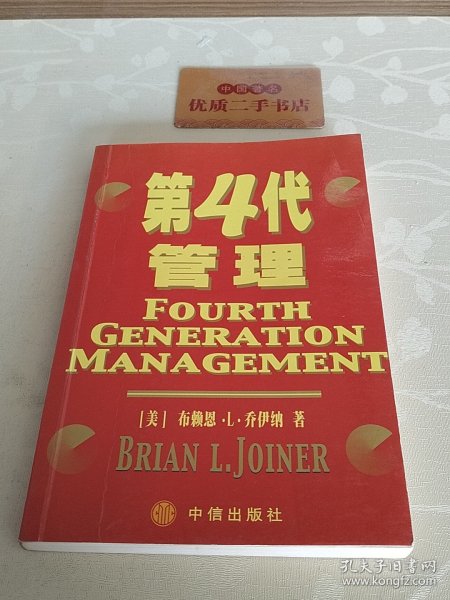 中国著名
优质二手书店
第4代
管理
FOURTH
GENERATION
MANAGEMENT
[美] 布赖恩·L·乔伊纳 著
BRIAN L. JOINER
中信出版社
孔夫子旧书网
www.kongfz.com